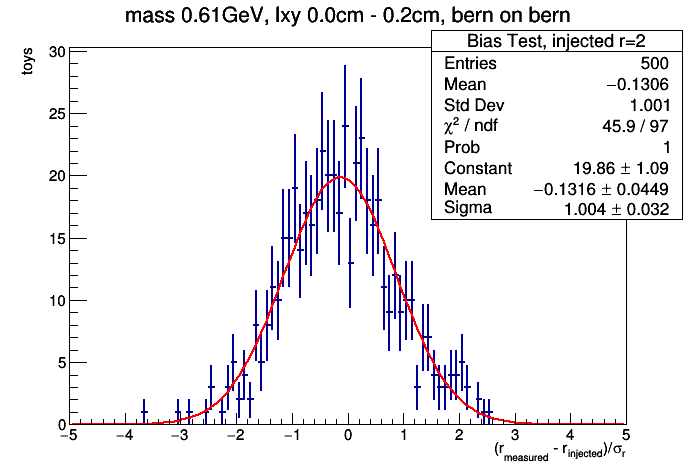 mass 0.61GeV, lxy 0.0cm - 0.2cm, bern on bern
Bias Test, injected r=2
Entries 500
Mean −0.1306
Std Dev 1.001
χ² / ndf 45.9 / 97
Prob 1
Constant 19.86 ± 1.09
Mean −0.1316 ± 0.0449
Sigma 1.004 ± 0.032
toys
30
25
20
15
10
5
0
−5 −4 −3 −2 −1 0 1 2 3 4 5
(r_measured - r_injected)/σ_r